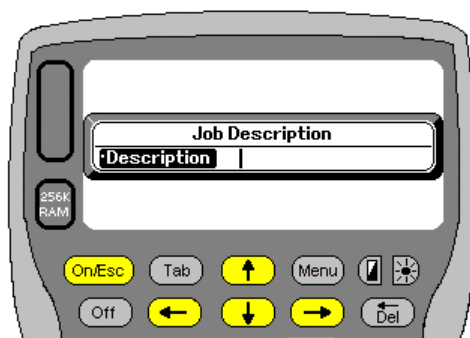 Job Description
·Description
256K
RAM
On/Esc
Tab
Menu
Off
Del